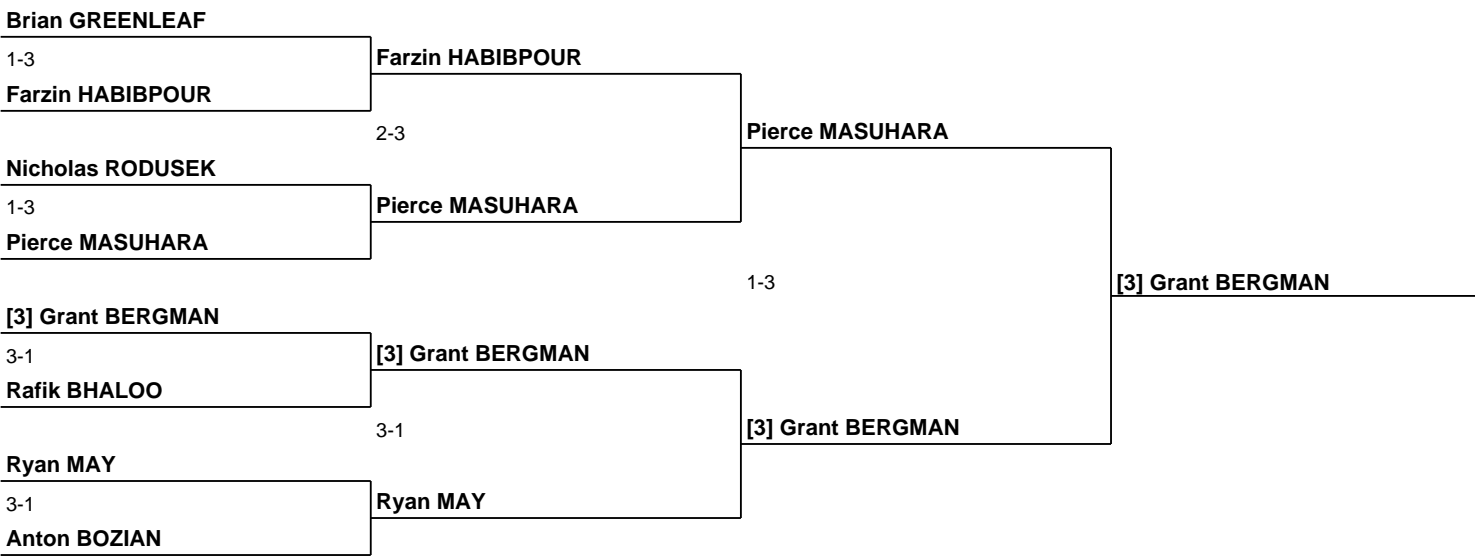 Brian GREENLEAF
1-3
Farzin HABIBPOUR
Farzin HABIBPOUR
2-3
Pierce MASUHARA
Nicholas RODUSEK
1-3
Pierce MASUHARA
Pierce MASUHARA
1-3
[3] Grant BERGMAN
[3] Grant BERGMAN
3-1
[3] Grant BERGMAN
Rafik BHALOO
3-1
[3] Grant BERGMAN
Ryan MAY
3-1
Ryan MAY
Anton BOZIAN